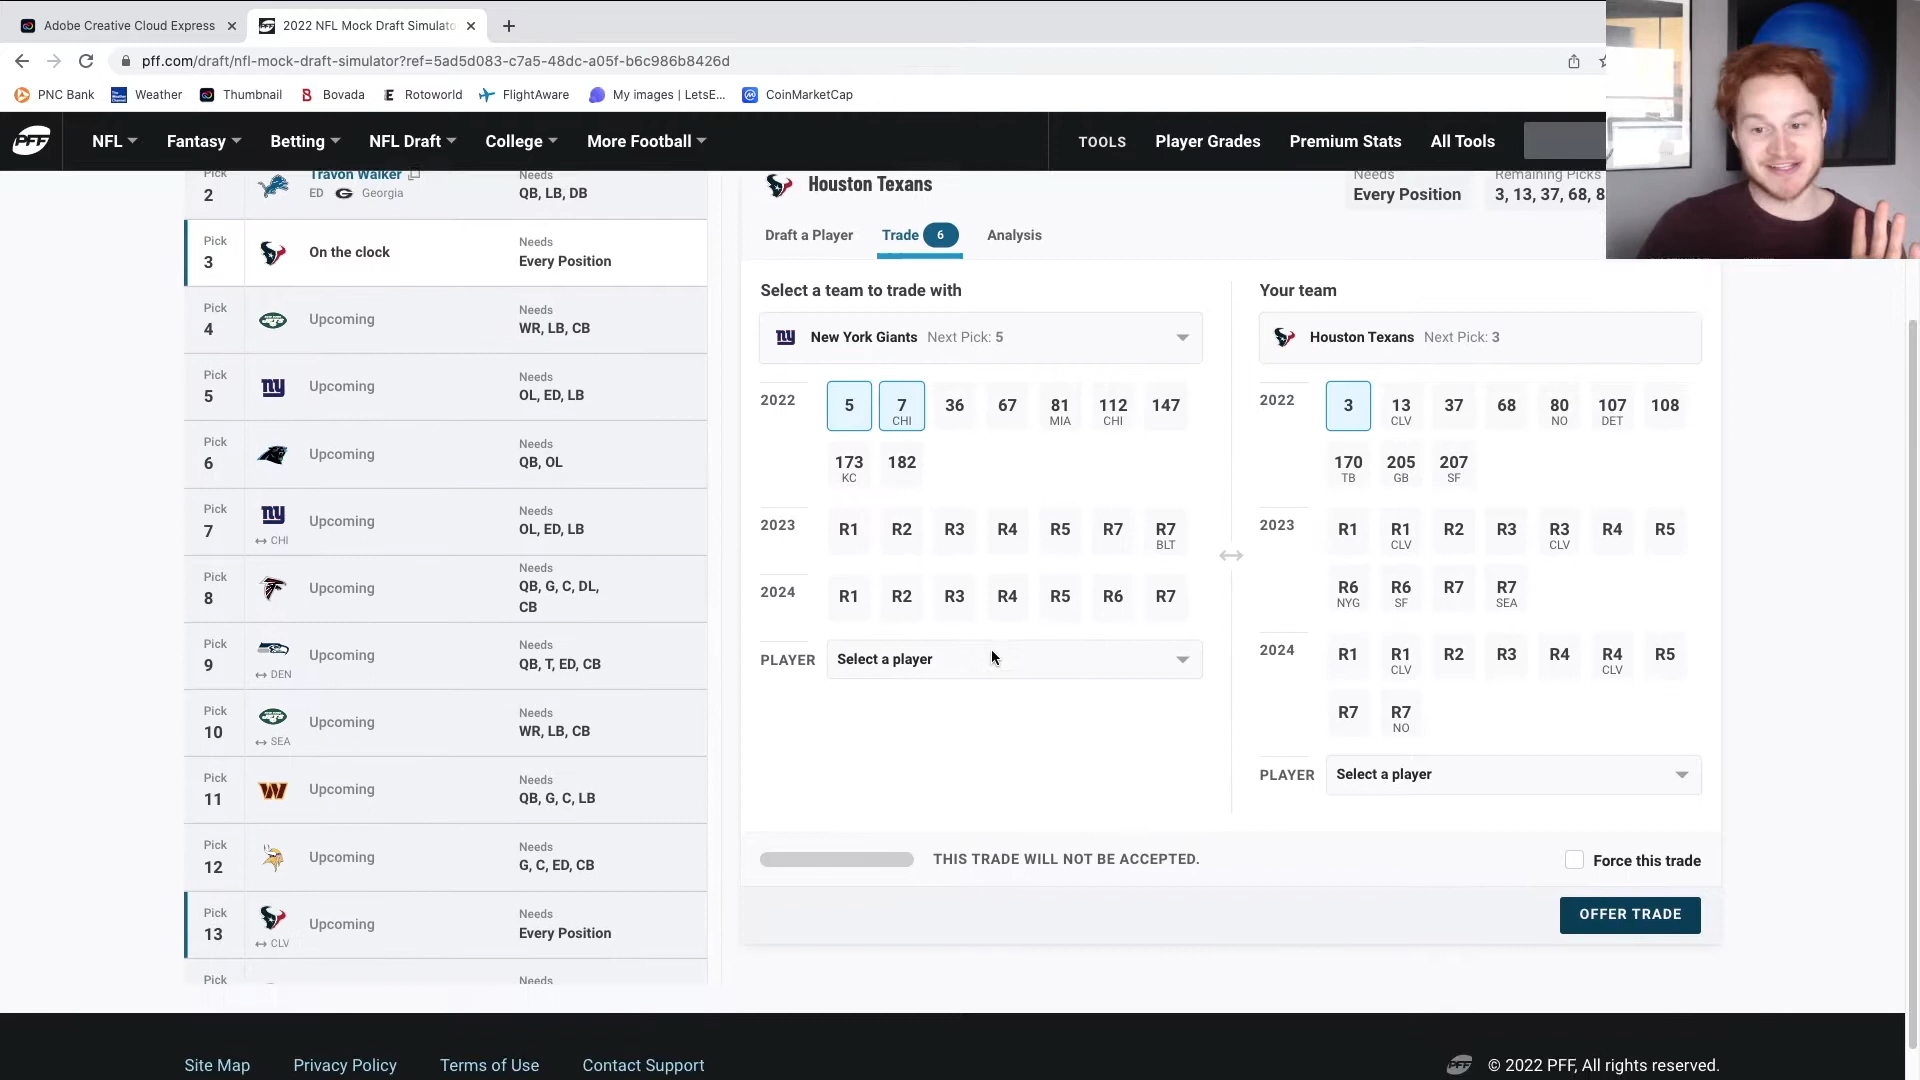 Adobe Creative Cloud Express
2022 NFL Mock Draft Simulato
pff.com/draft/nfl-mock-draft-simulator?ref=5ad5d083-c7a5-48dc-a05f-b6c986b8426d
PNC Bank
Weather
Thumbnail
Bovada
Rotoworld
FlightAware
My images | LetsE...
CoinMarketCap
PFF
NFL
Fantasy
Betting
NFL Draft
College
More Football
TOOLS
Player Grades
Premium Stats
All Tools
Pick
2
Travon Walker
ED
Georgia
Needs
QB, LB, DB
Pick
3
On the clock
Needs
Every Position
Pick
4
Upcoming
Needs
WR, LB, CB
Pick
5
Upcoming
Needs
OL, ED, LB
Pick
6
Upcoming
Needs
QB, OL
Pick
7
↔ CHI
Upcoming
Needs
OL, ED, LB
Pick
8
Upcoming
Needs
QB, G, C, DL,
CB
Pick
9
↔ DEN
Upcoming
Needs
QB, T, ED, CB
Pick
10
↔ SEA
Upcoming
Needs
WR, LB, CB
Pick
11
Upcoming
Needs
QB, G, C, LB
Pick
12
Upcoming
Needs
G, C, ED, CB
Pick
13
↔ CLV
Upcoming
Needs
Every Position
Pick
Needs
Houston Texans
Needs
Every Position
Remaining Picks
3, 13, 37, 68, 8
Draft a Player
Trade 6
Analysis
Select a team to trade with
New York Giants Next Pick: 5
2022
5
7 CHI
36
67
81 MIA
112 CHI
147
173 KC
182
2023
R1
R2
R3
R4
R5
R7
R7 BLT
2024
R1
R2
R3
R4
R5
R6
R7
PLAYER
Select a player
Your team
Houston Texans Next Pick: 3
2022
3
13 CLV
37
68
80 NO
107 DET
108
170 TB
205 GB
207 SF
2023
R1
R1 CLV
R2
R3
R3 CLV
R4
R5
R6 NYG
R6 SF
R7
R7 SEA
2024
R1
R1 CLV
R2
R3
R4
R4 CLV
R5
R7
R7 NO
PLAYER
Select a player
THIS TRADE WILL NOT BE ACCEPTED.
Force this trade
OFFER TRADE
Site Map
Privacy Policy
Terms of Use
Contact Support
© 2022 PFF, All rights reserved.